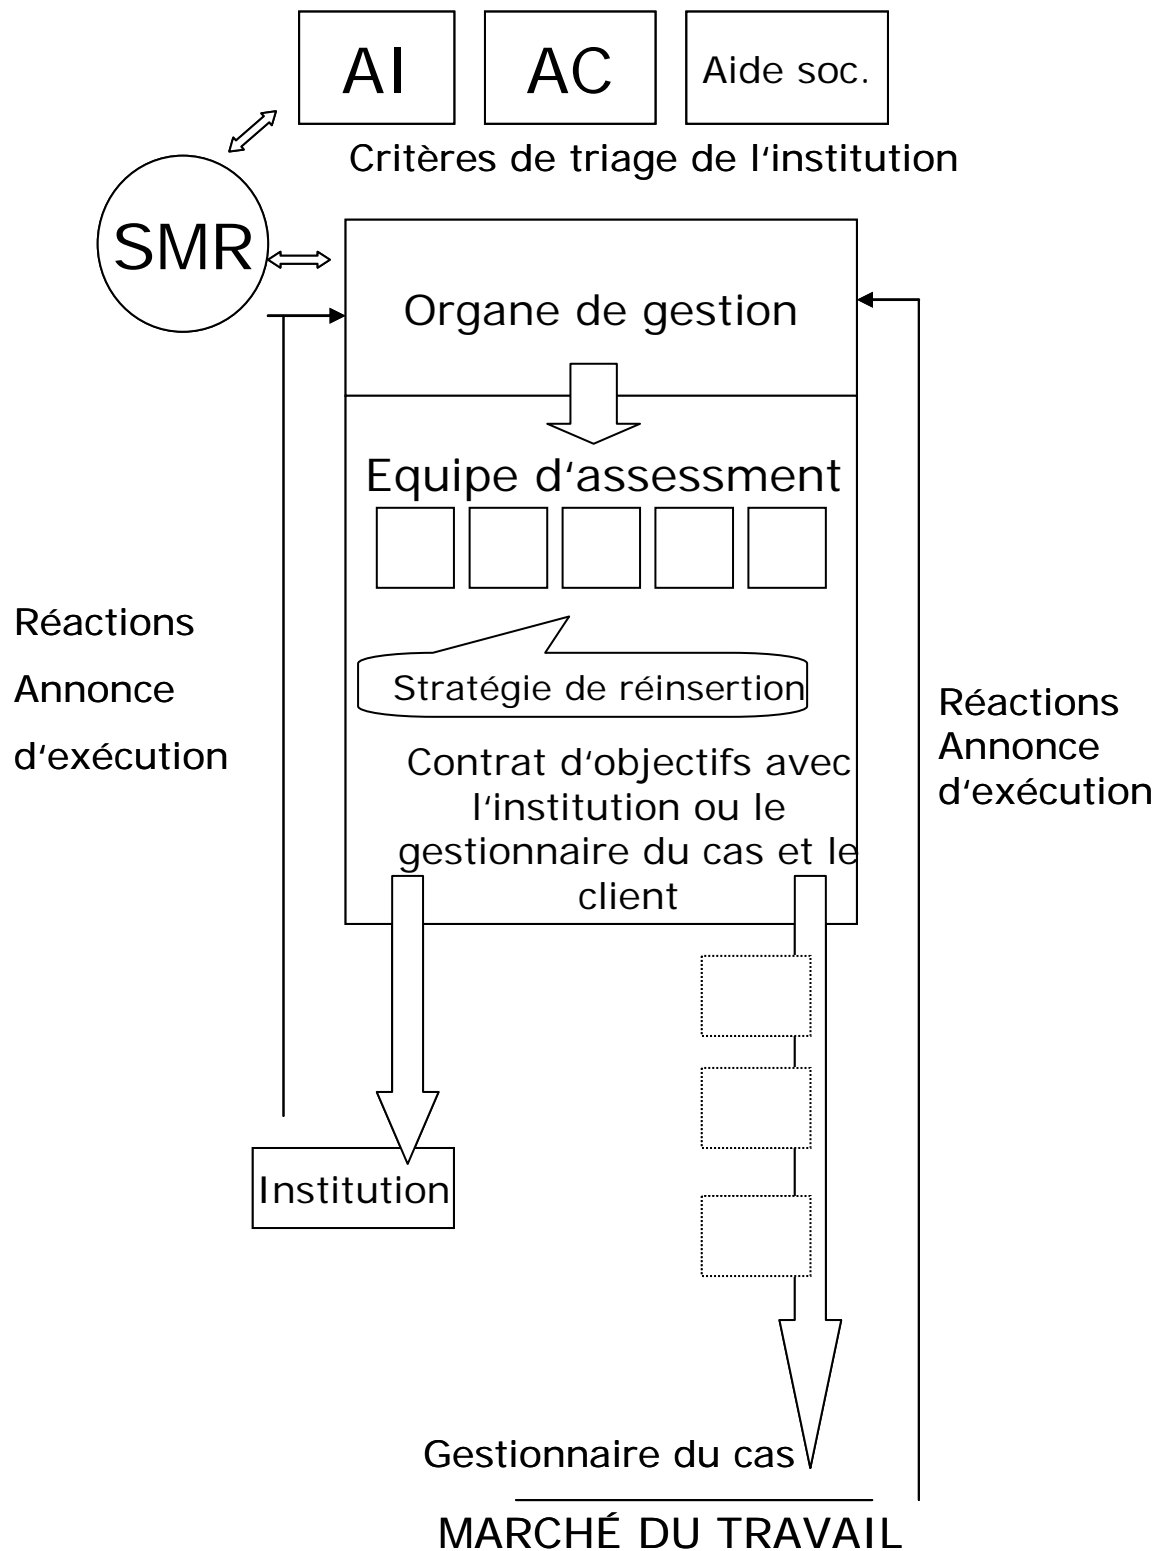 AI
AC
Aide soc.
Critères de triage de l‘institution
SMR
Organe de gestion
Equipe d‘assessment
Réactions
Annonce
d‘exécution
Stratégie de réinsertion
Réactions
Annonce
d‘exécution
Contrat d‘objectifs avec
l‘institution ou le
gestionnaire du cas et le
client
Institution
Gestionnaire du cas
MARCHÉ DU TRAVAIL